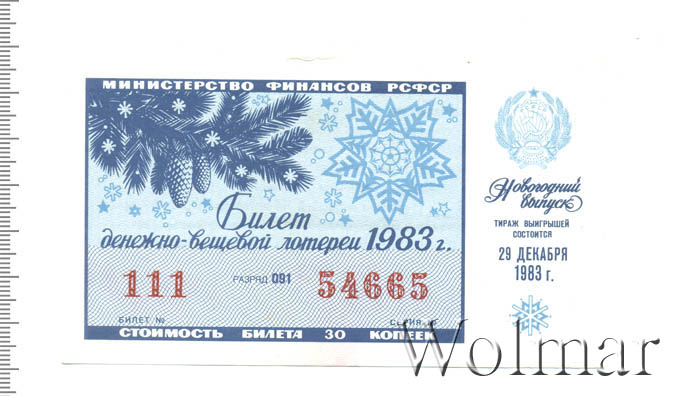 МИНИСТЕРСТВО ФИНАНСОВ РСФСР
Билет
денежно-вещевой лотереи 1983 г.
111 РАЗРЯД 091 54665
БИЛЕТ № СЕРИЯ
СТОИМОСТЬ БИЛЕТА 30 КОПЕЕК
Новогодний
выпуск
ТИРАЖ ВЫИГРЫШЕЙ
СОСТОИТСЯ
29 ДЕКАБРЯ
1983 г.
Wolmar